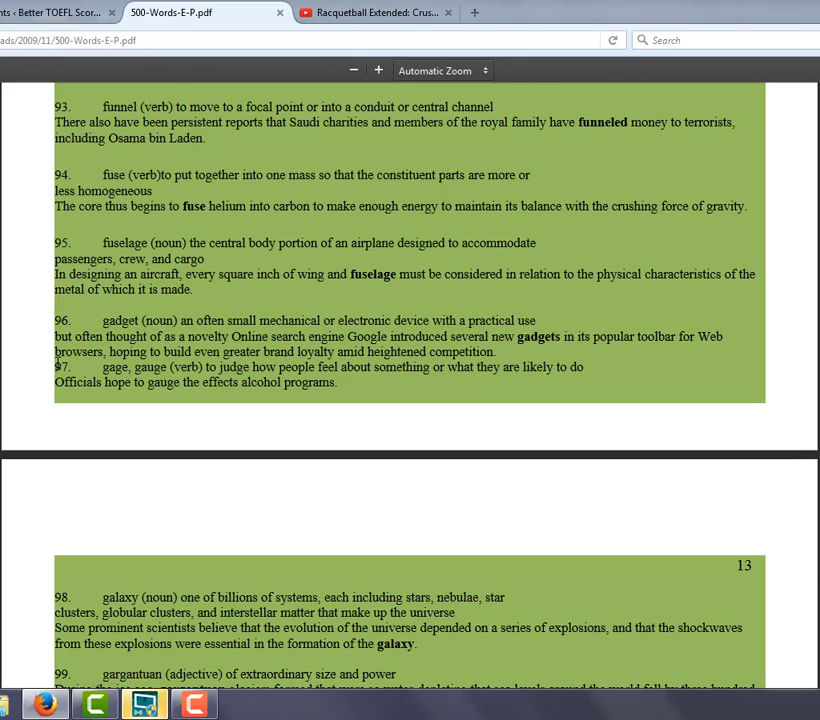 nts ‹ Better TOEFL Scor... × 500-Words-E-P.pdf × Racquetball Extended: Crus... × +
ads/2009/11/500-Words-E-P.pdf Search
− + Automatic Zoom
93. funnel (verb) to move to a focal point or into a conduit or central channel
There also have been persistent reports that Saudi charities and members of the royal family have funneled money to terrorists,
including Osama bin Laden.
94. fuse (verb)to put together into one mass so that the constituent parts are more or
less homogeneous
The core thus begins to fuse helium into carbon to make enough energy to maintain its balance with the crushing force of gravity.
95. fuselage (noun) the central body portion of an airplane designed to accommodate
passengers, crew, and cargo
In designing an aircraft, every square inch of wing and fuselage must be considered in relation to the physical characteristics of the
metal of which it is made.
96. gadget (noun) an often small mechanical or electronic device with a practical use
but often thought of as a novelty Online search engine Google introduced several new gadgets in its popular toolbar for Web
browsers, hoping to build even greater brand loyalty amid heightened competition.
97. gage, gauge (verb) to judge how people feel about something or what they are likely to do
Officials hope to gauge the effects alcohol programs.
13
98. galaxy (noun) one of billions of systems, each including stars, nebulae, star
clusters, globular clusters, and interstellar matter that make up the universe
Some prominent scientists believe that the evolution of the universe depended on a series of explosions, and that the shockwaves
from these explosions were essential in the formation of the galaxy.
99. gargantuan (adjective) of extraordinary size and power